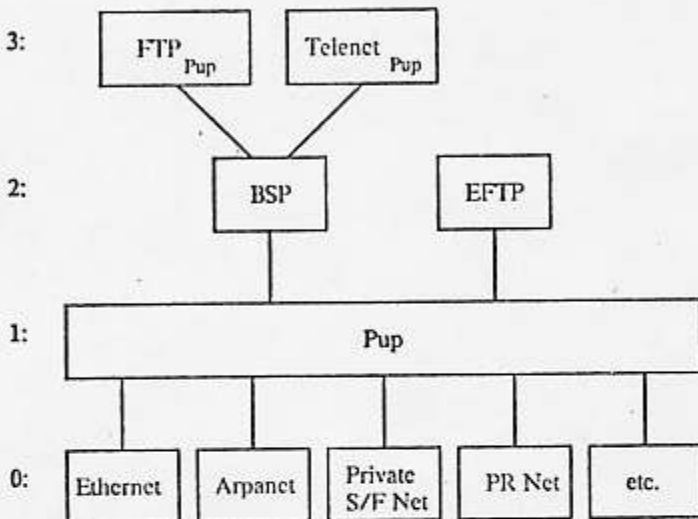 3:
FTP Pup
Telenet Pup
2:
BSP
EFTP
1:
Pup
0:
Ethernet
Arpanet
Private
S/F Net
PR Net
etc.